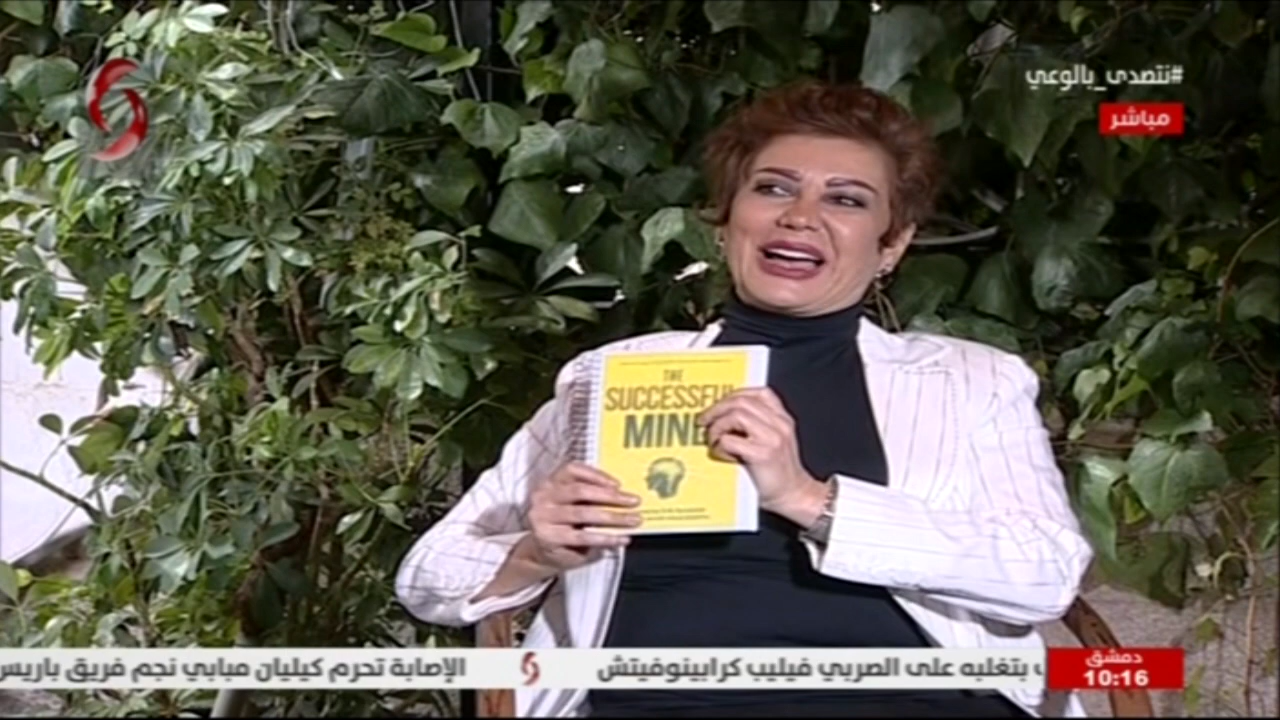 #نتصدى_بالوعي
مباشر
THE
SUCCESSFUL
MIND
بتغلبه على الصربي فيليب كرابينوفيتش
الإصابة تحرم كيليان مبابي نجم فريق باريس
دمشق
10:16